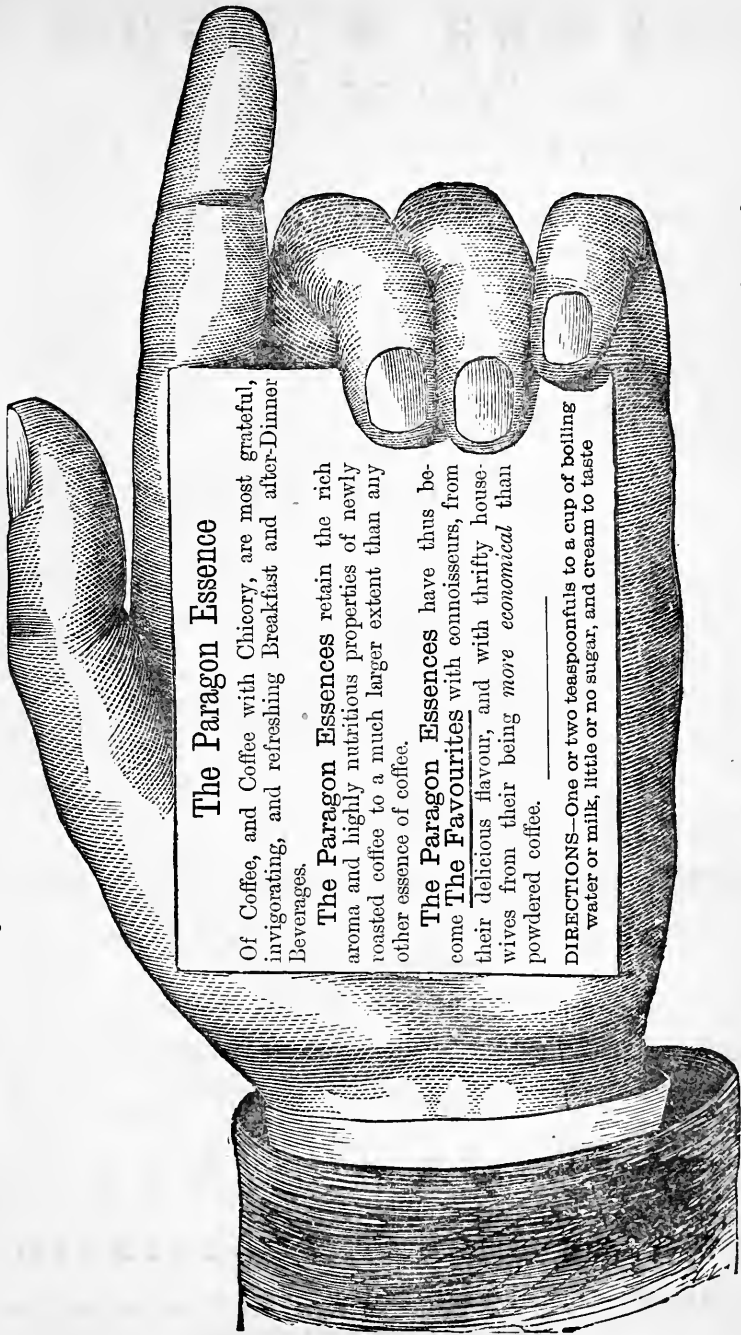 The Paragon Essence
Of Coffee, and Coffee with Chicory, are most grateful,
invigorating, and refreshing Breakfast and after-Dinner
Beverages.
The Paragon Essences retain the rich
aroma and highly nutritious properties of newly
roasted coffee to a much larger extent than any
other essence of coffee.
The Paragon Essences have thus be-
come The Favourites with connoisseurs, from
their delicious flavour, and with thrifty house-
wives from their being more economical than
powdered coffee.
DIRECTIONS—One or two teaspoonfuls to a cup of boiling
water or milk, little or no sugar, and cream to taste